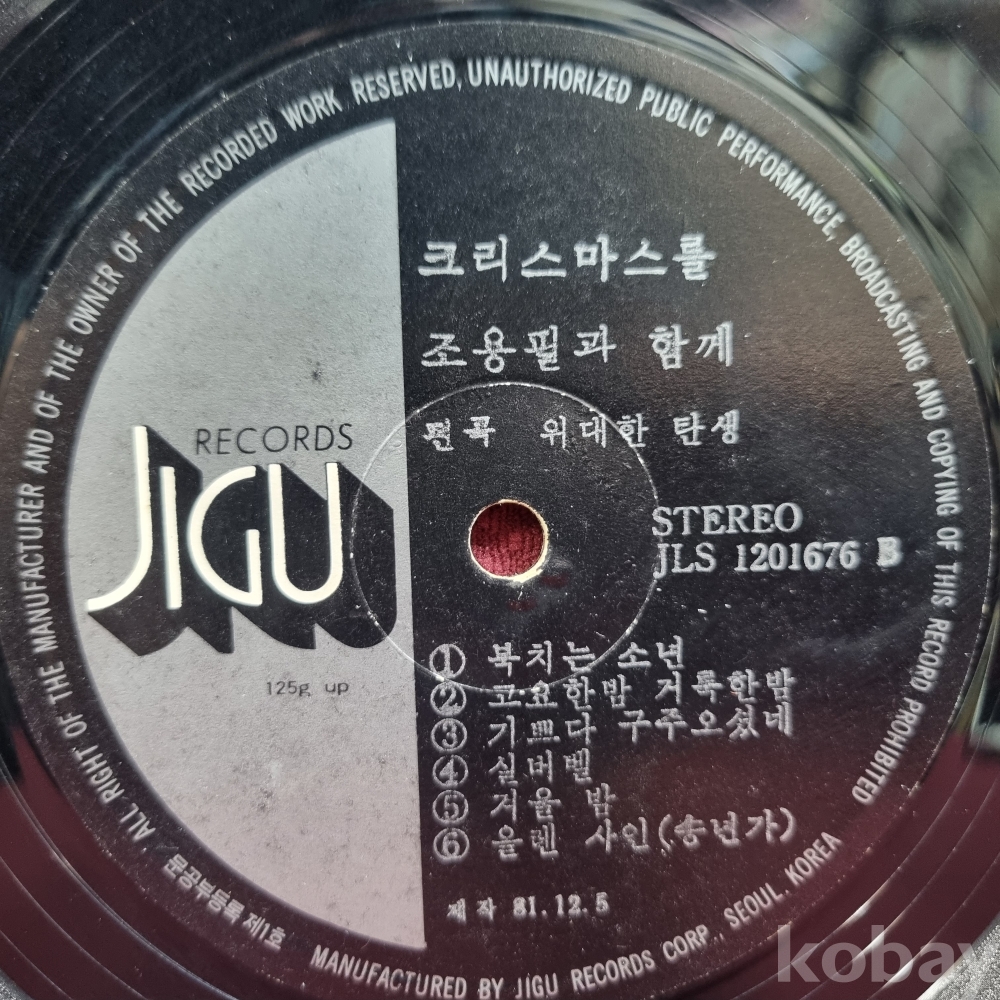 ALL RIGHT OF THE MANUFACTURER AND OF THE OWNER OF THE RECORDED WORK RESERVED, UNAUTHORIZED PUBLIC PERFORMANCE, BROADCASTING AND COPYING OF THIS RECORD PROHIBITED
크리스마스를
조용필과 함께
편곡 위대한 탄생
RECORDS
JIGU
STEREO
JLS 1201676 B
125g up
① 북치는 소년
② 고요한밤 거룩한밤
③ 기쁘다 구주오셨네
④ 실버벨
⑤ 거울 밤
⑥ 올렌 사인(송년가)
제작 81.12.5
문공부등록 제1호
MANUFACTURED BY JIGU RECORDS CORP., SEOUL, KOREA
kobay